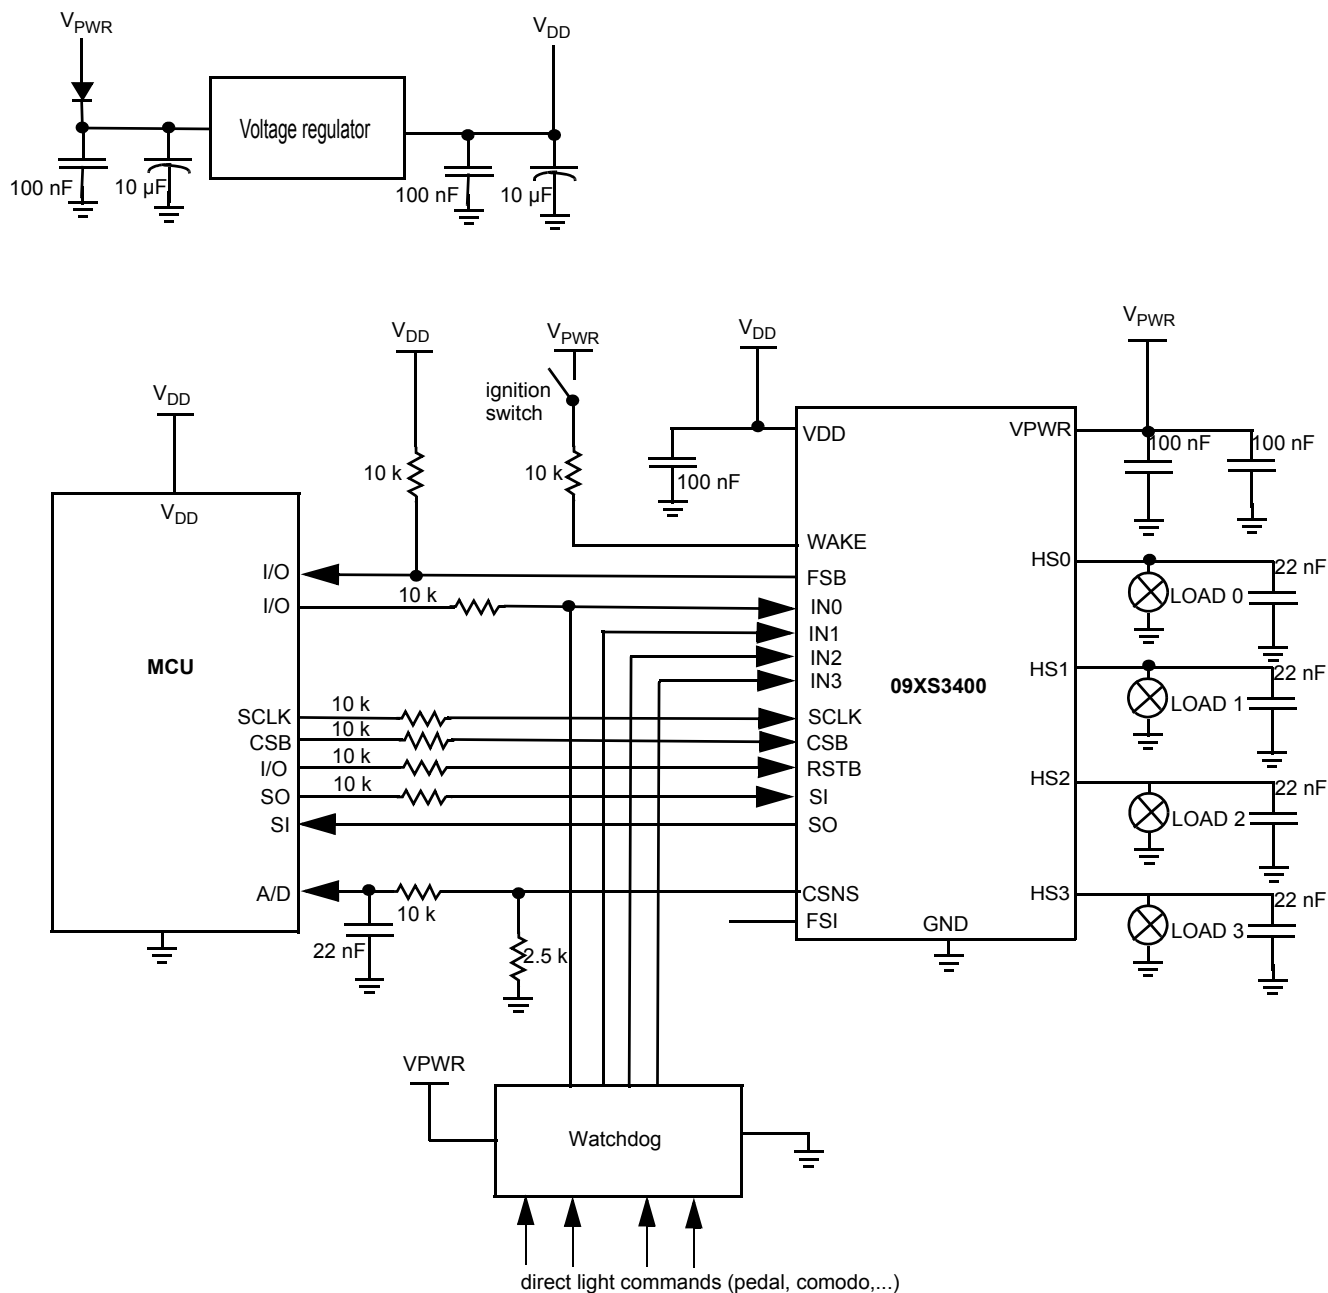 VPWR
VDD
Voltage regulator
100 nF
10 µF
100 nF
10 µF
VDD
VPWR
VDD
VPWR
VDD
ignition
switch
10 k
10 k
100 nF
VDD
VPWR
100 nF
100 nF
VDD
WAKE
I/O
FSB
HS0
22 nF
I/O
10 k
IN0
LOAD 0
IN1
MCU
IN2
HS1
22 nF
IN3
09XS3400
LOAD 1
SCLK
10 k
SCLK
CSB
10 k
CSB
I/O
10 k
RSTB
HS2
22 nF
SO
10 k
SI
LOAD 2
SI
SO
A/D
10 k
CSNS
HS3
22 nF
FSI
GND
LOAD 3
22 nF
2.5 k
VPWR
Watchdog
direct light commands (pedal, comodo,...)